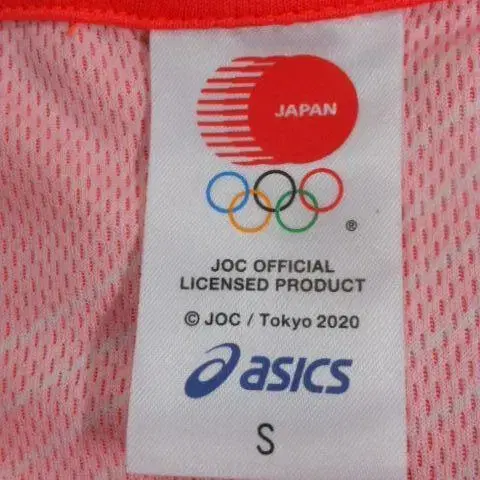 JAPAN
®
JOC OFFICIAL
LICENSED PRODUCT
© JOC / Tokyo 2020
asics
S